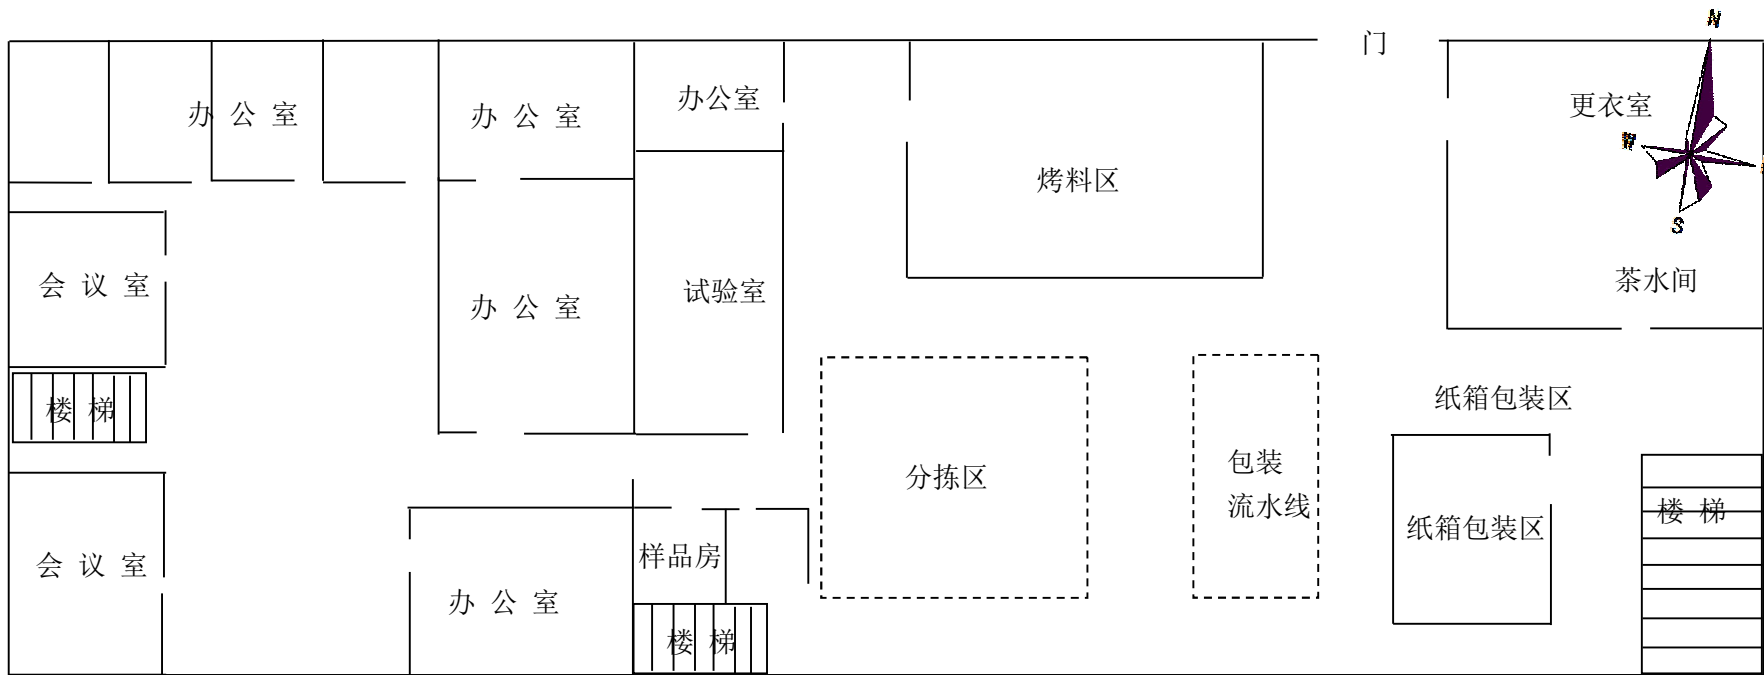 N
门
办公室
办 公 室
办 公 室
更衣室
W
烤料区
S
会 议 室
试验室
办 公 室
茶水间
纸箱包装区
楼 梯
包装
流水线
分拣区
纸箱包装区
楼 梯
样品房
会 议 室
办 公 室
楼 梯